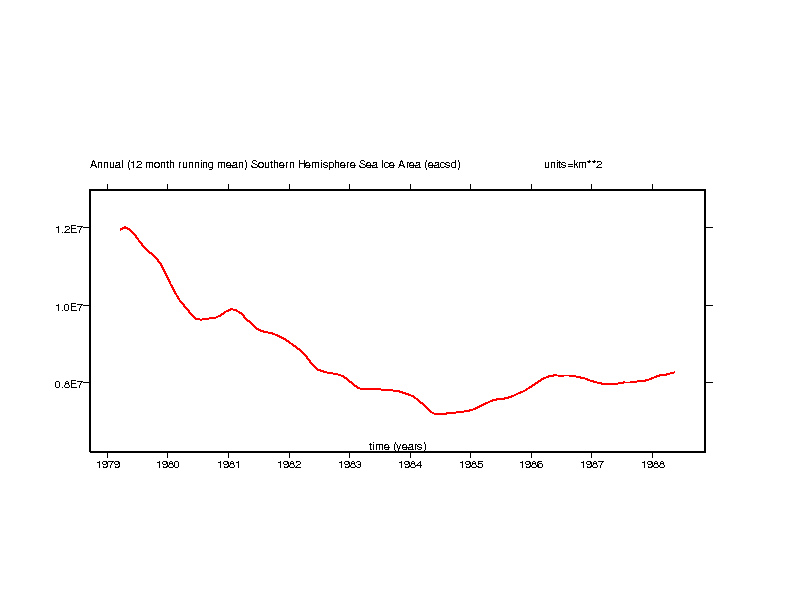 Annual (12 month running mean) Southern Hemisphere Sea Ice Area (eacsd) units=km**2
1.2E7
1.0E7
0.8E7
time (years)
1979 1980 1981 1982 1983 1984 1985 1986 1987 1988